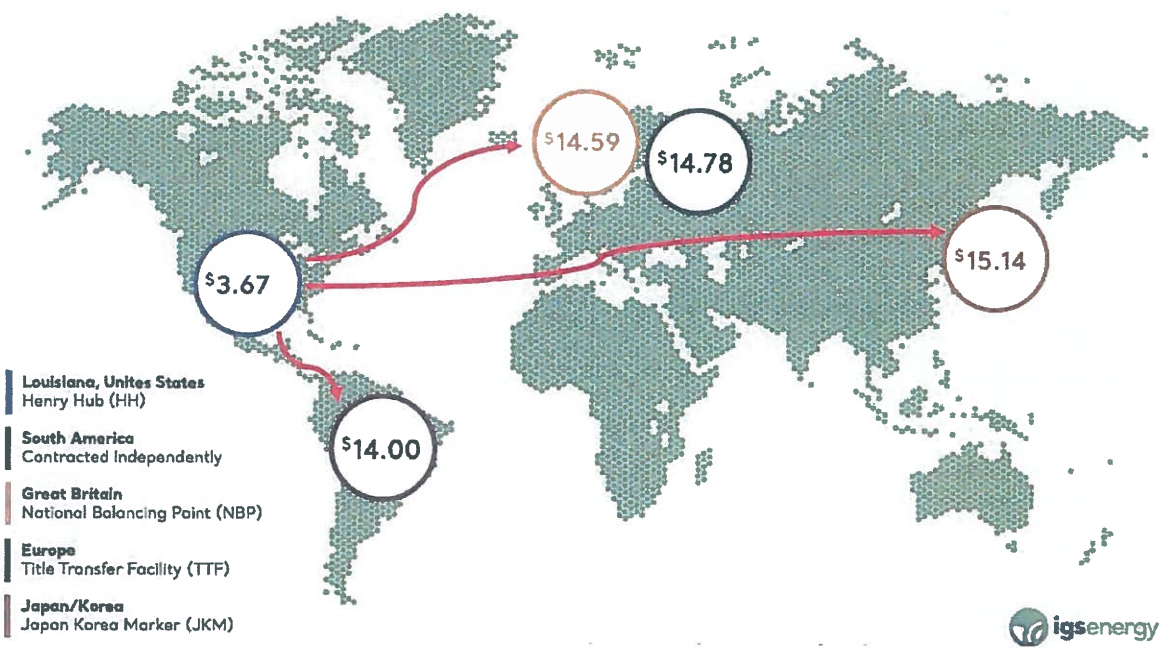 $14.59
$14.78
$15.14
$3.67
$14.00
Louisiana, Unites States
Henry Hub (HH)
South America
Contracted Independently
Great Britain
National Balancing Point (NBP)
Europe
Title Transfer Facility (TTF)
Japan/Korea
Japan Korea Marker (JKM)
igsenergy